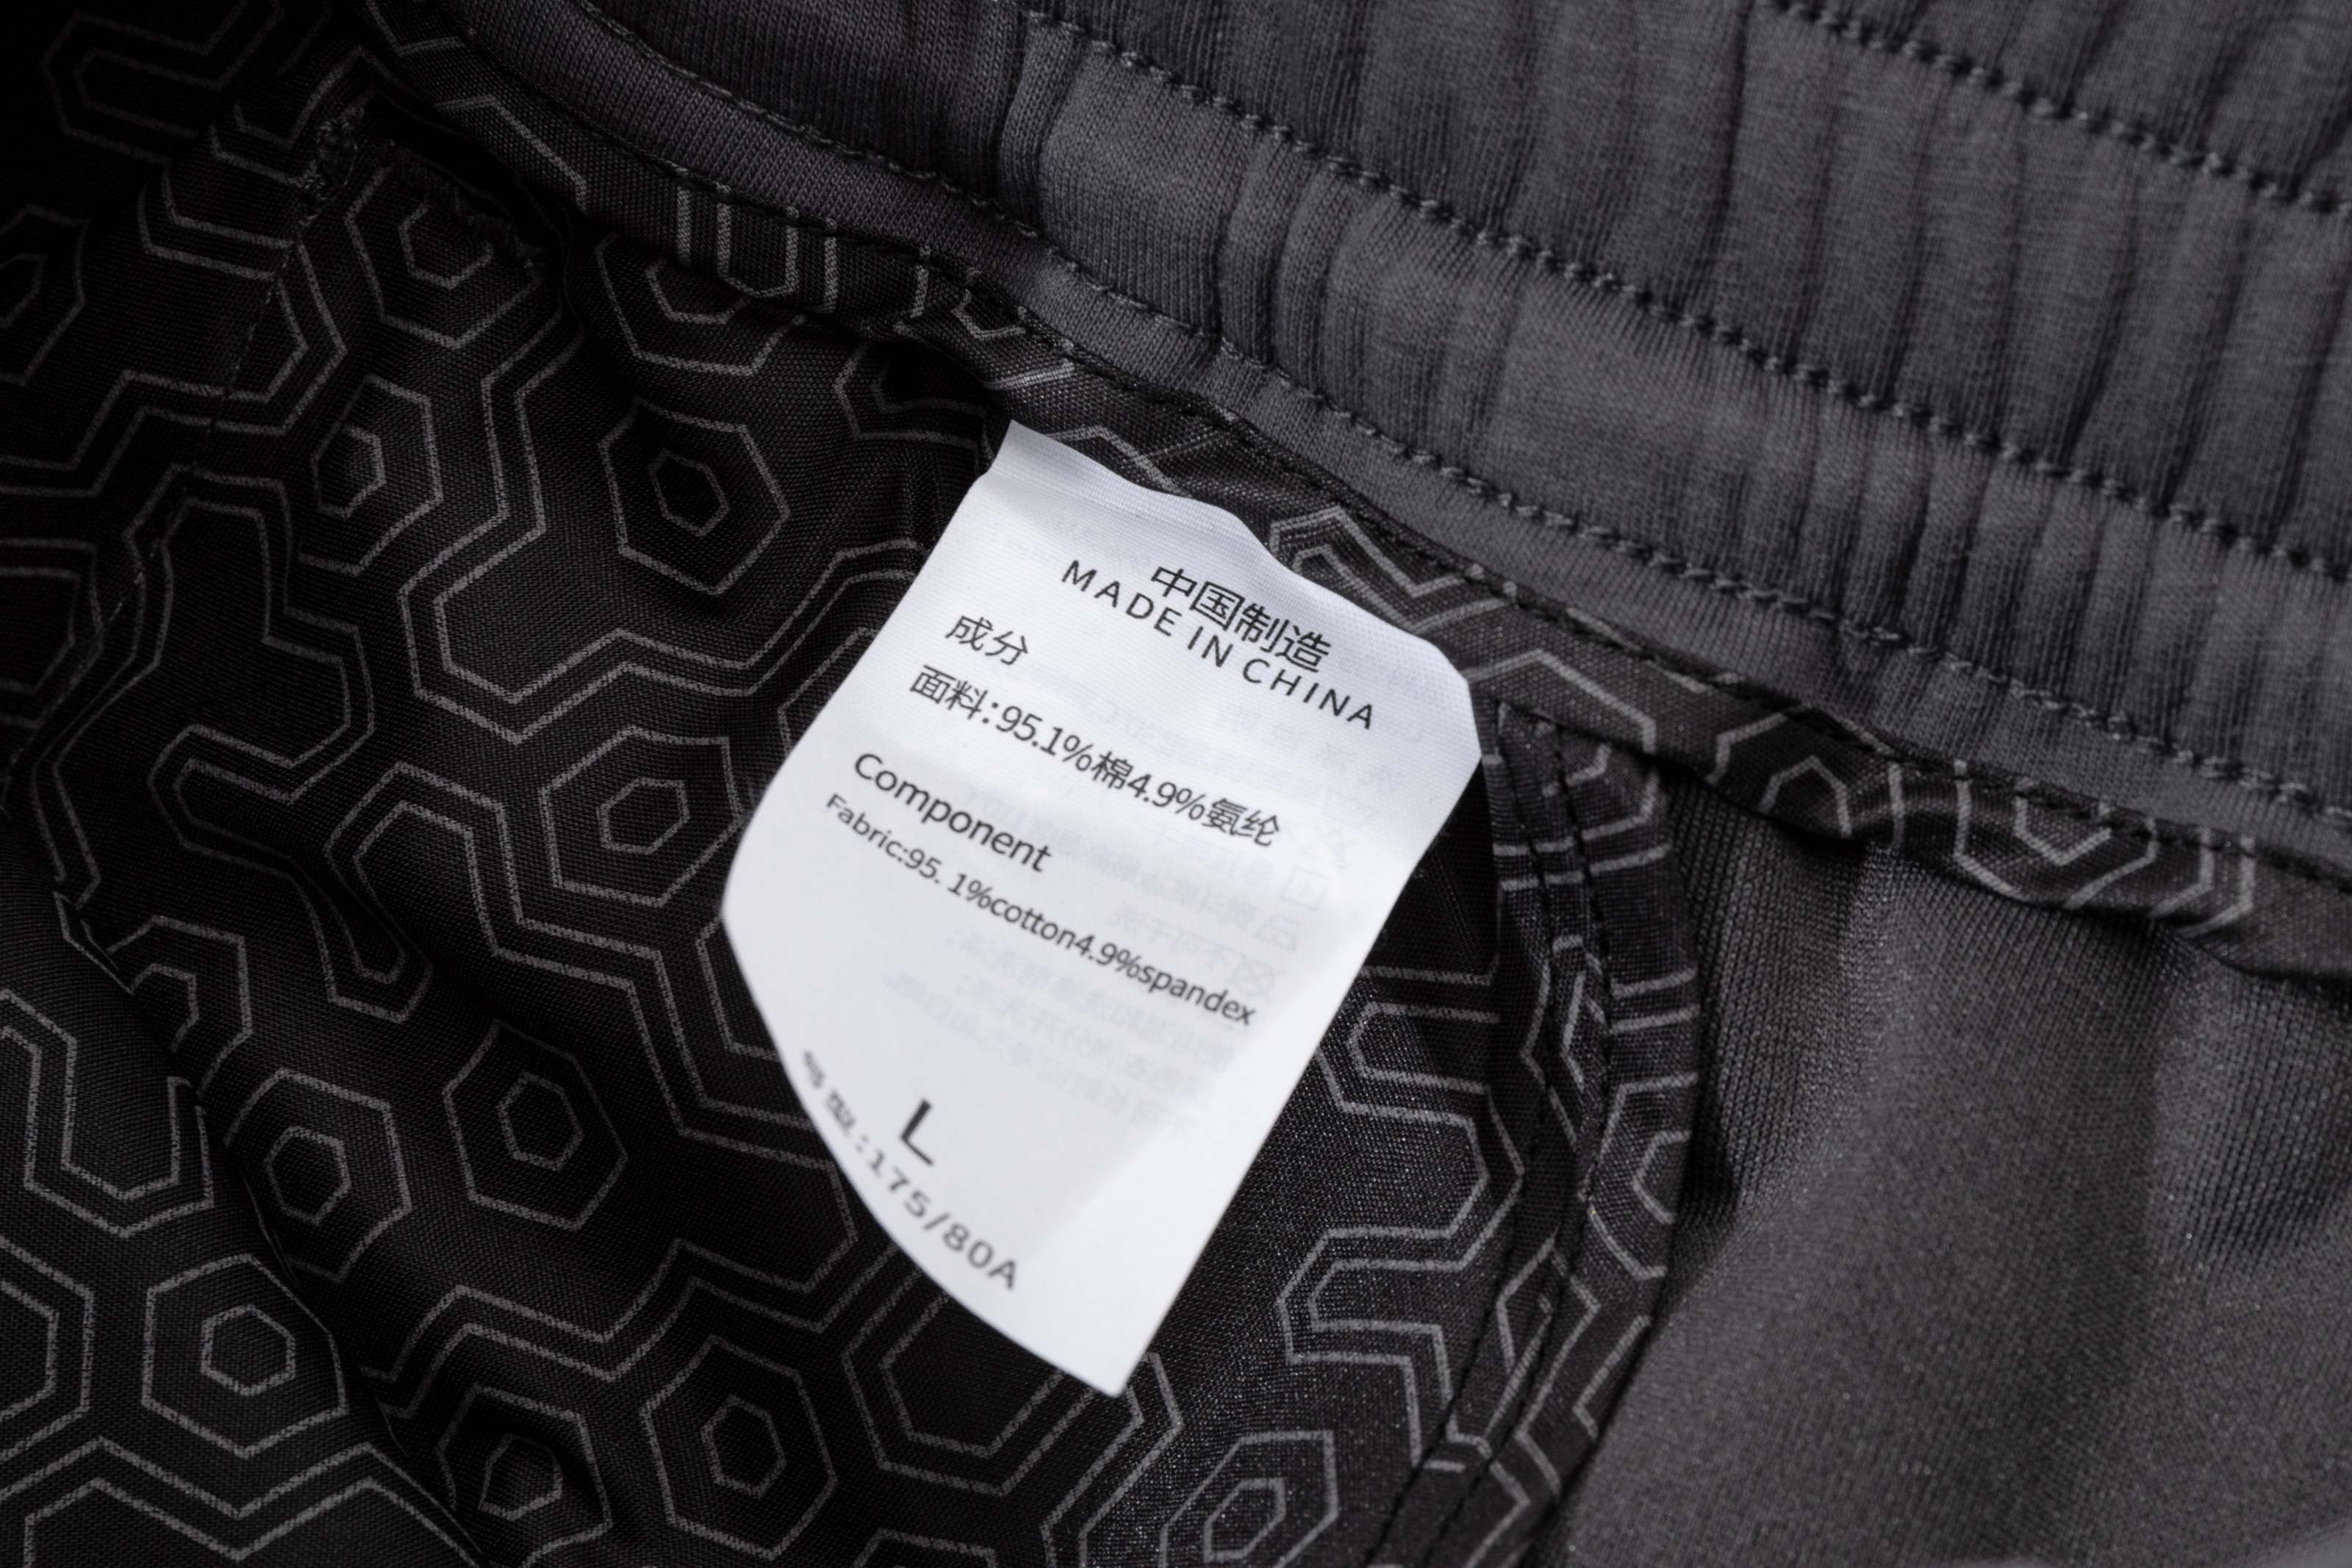 中国制造
MADE IN CHINA
成分
面料:95.1%棉4.9%氨纶
Component
Fabric:95.1%cotton4.9%spandex
L
号型:175/80A